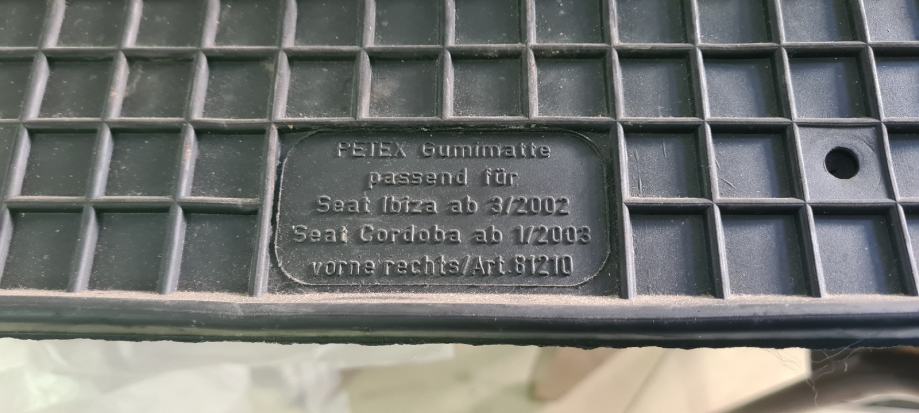 PETEX Gummimatte
passend für
Seat Ibiza ab 3/2002
Seat Cordoba ab 1/2003
vorne rechts/Art.81210